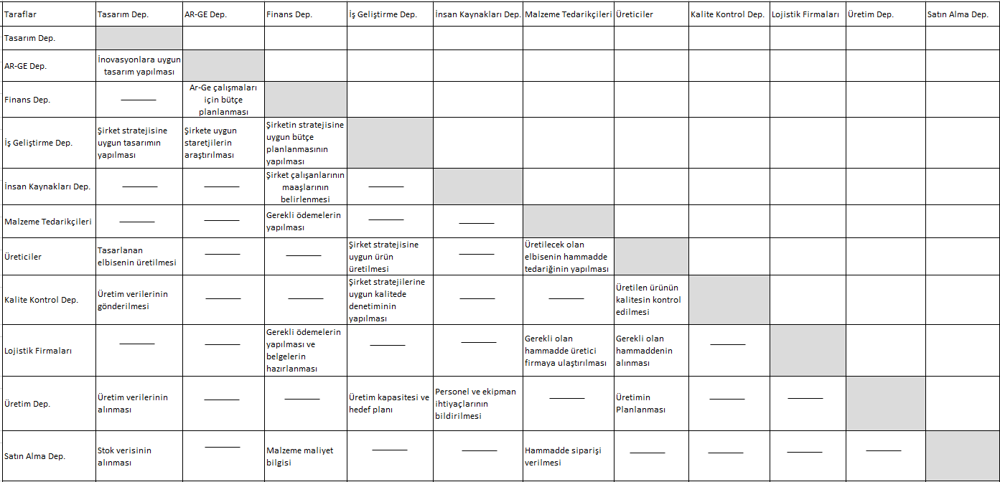 Taraflar
Tasarım Dep.
AR-GE Dep.
Finans Dep.
İş Geliştirme Dep.
İnsan Kaynakları Dep.
Malzeme Tedarikçileri
Üreticiler
Kalite Kontrol Dep.
Lojistik Firmaları
Üretim Dep.
Satın Alma Dep.
Tasarım Dep.
AR-GE Dep.
İnovasyonlara uygun
tasarım yapılması
Finans Dep.
Ar-Ge çalışmaları
için bütçe
planlanması
İş Geliştirme Dep.
Şirket stratejisine
uygun tasarımın
yapılması
Şirkete uygun
staretjilerin
araştırılması
Şirketin stratejisine
uygun bütçe
planlanmasının
yapılması
İnsan Kaynakları Dep.
Şirket çalışanlarının
maaşlarının
belirlenmesi
Malzeme Tedarikçileri
Gerekli ödemelerin
yapılması
Üreticiler
Tasarlanan
elbisenin üretilmesi
Şirket stratejisine
uygun ürün
üretilmesi
Üretilecek olan
elbisenin hammadde
tedariğinin yapılması
Kalite Kontrol Dep.
Üretim verilerinin
gönderilmesi
Şirket stratejilerine
uygun kalitede
denetiminin
yapılması
Üretilen ürünün
kalitesin kontrol
edilmesi
Lojistik Firmaları
Gerekli ödemelerin
yapılması ve
belgelerin
hazırlanması
Gerekli olan
hammadde üretici
firmaya ulaştırılması
Gerekli olan
hammaddenin
alınması
Üretim Dep.
Üretim verilerinin
alınması
Üretim kapasitesi ve
hedef planı
Personel ve ekipman
ihtiyaçlarının
bildirilmesi
Üretimin
Planlanması
Satın Alma Dep.
Stok verisinin
alınması
Malzeme maliyet
bilgisi
Hammadde siparişi
verilmesi